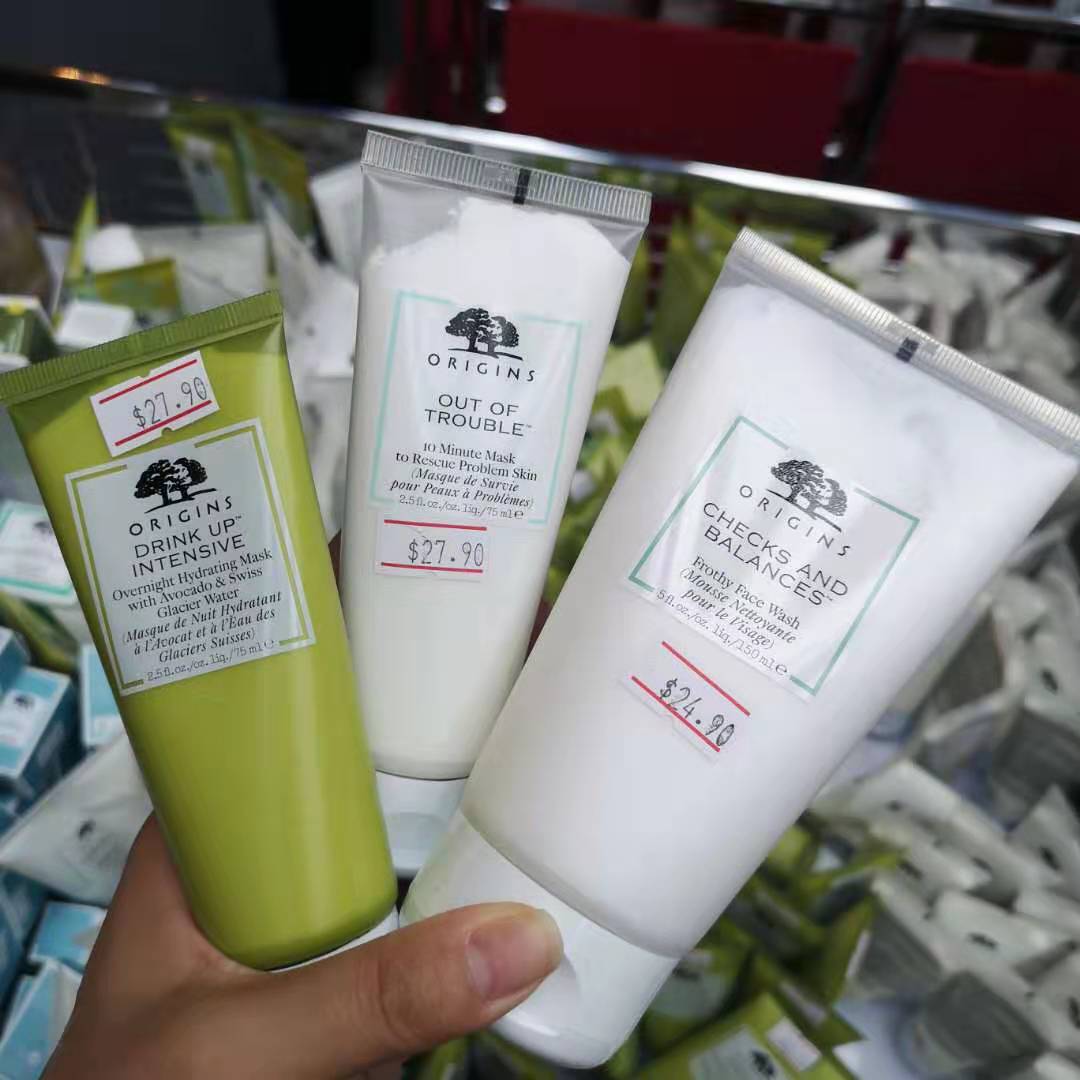 $27.90
ORIGINS
DRINK UP™
INTENSIVE
Overnight Hydrating Mask
with Avocado & Swiss
Glacier Water
(Masque de Nuit Hydratant
à l'Avocat et à l'Eau des
Glaciers Suisses)
2.5 fl.oz./oz. liq./75 ml e
ORIGINS
OUT OF
TROUBLE™
10 Minute Mask
to Rescue Problem Skin
(Masque de Survie
pour Peaux à Problèmes)
2.5 fl. oz./oz. liq./75 ml e
$27.90
ORIGINS
CHECKS AND
BALANCES™
Frothy Face Wash
(Mousse Nettoyante
pour le Visage)
5 fl. oz./oz. liq./150 ml e
$24.90